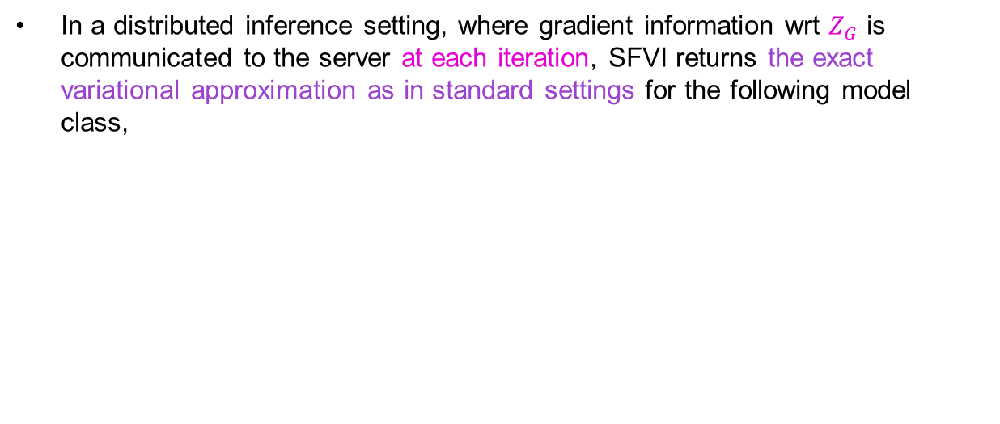 • In a distributed inference setting, where gradient information wrt Z_G is
communicated to the server at each iteration, SFVI returns the exact
variational approximation as in standard settings for the following model
class,